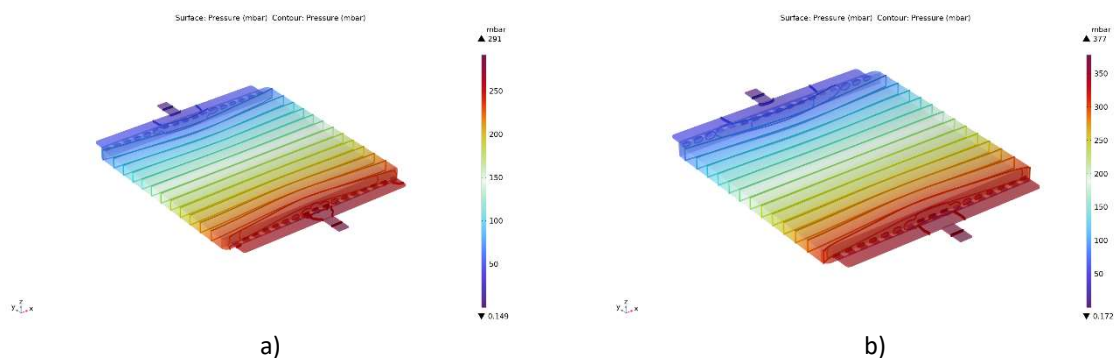 Surface: Pressure (mbar) Contour: Pressure (mbar)
mbar
▲ 291
250
200
150
100
50
▼ 0.149
z
y x
a)
Surface: Pressure (mbar) Contour: Pressure (mbar)
mbar
▲ 377
350
300
250
200
150
100
50
▼ 0.172
z
y x
b)